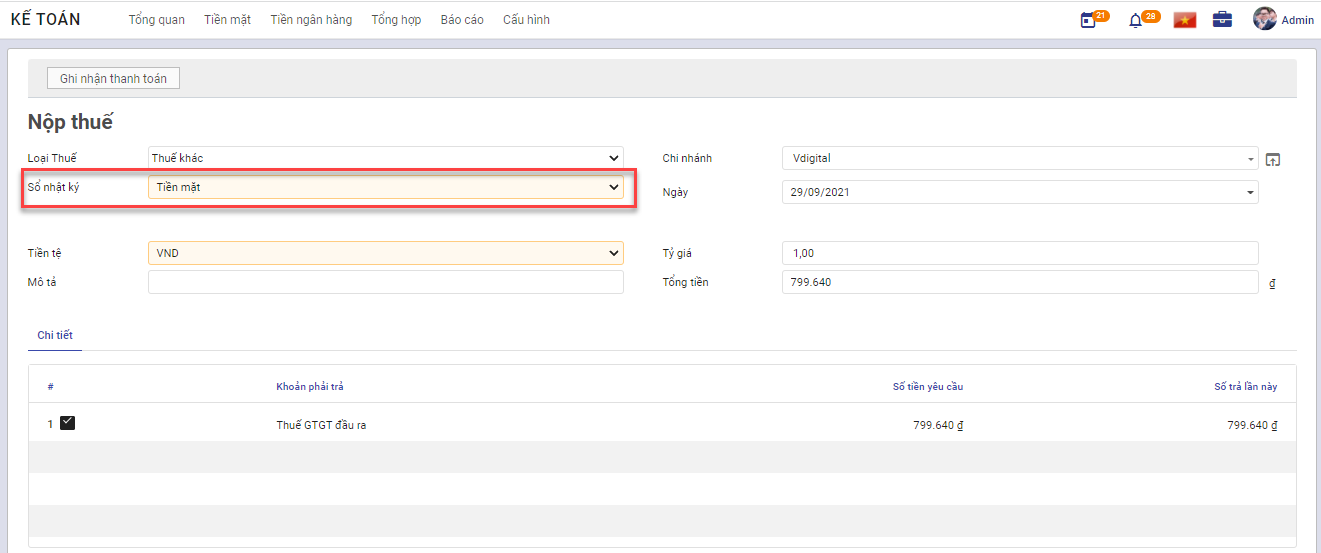 KẾ TOÁN Tổng quan Tiền mặt Tiền ngân hàng Tổng hợp Báo cáo Cấu hình 21 28 Admin
Ghi nhận thanh toán
Nộp thuế
Loại Thuế Thuế khác Chi nhánh Vdigital
Sổ nhật ký Tiền mặt Ngày 29/09/2021
Tiền tệ VND Tỷ giá 1,00
Mô tả Tổng tiền 799.640 ₫
Chi tiết
# Khoản phải trả Số tiền yêu cầu Số trả lần này
1 Thuế GTGT đầu ra 799.640 ₫ 799.640 ₫